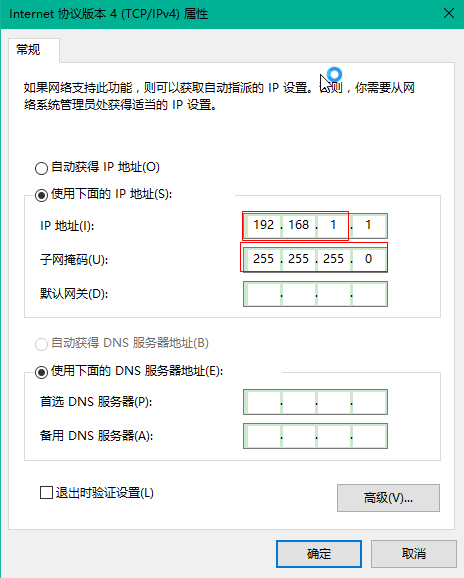 Internet 协议版本 4 (TCP/IPv4) 属性
常规
如果网络支持此功能，则可以获取自动指派的 IP 设置。否则，你需要从网
络系统管理员处获得适当的 IP 设置。
自动获得 IP 地址(O)
使用下面的 IP 地址(S):
IP 地址(I): 192 . 168 . 1 . 1
子网掩码(U): 255 . 255 . 255 . 0
默认网关(D): . . .
自动获得 DNS 服务器地址(B)
使用下面的 DNS 服务器地址(E):
首选 DNS 服务器(P): . . .
备用 DNS 服务器(A): . . .
退出时验证设置(L)
高级(V)...
确定 取消